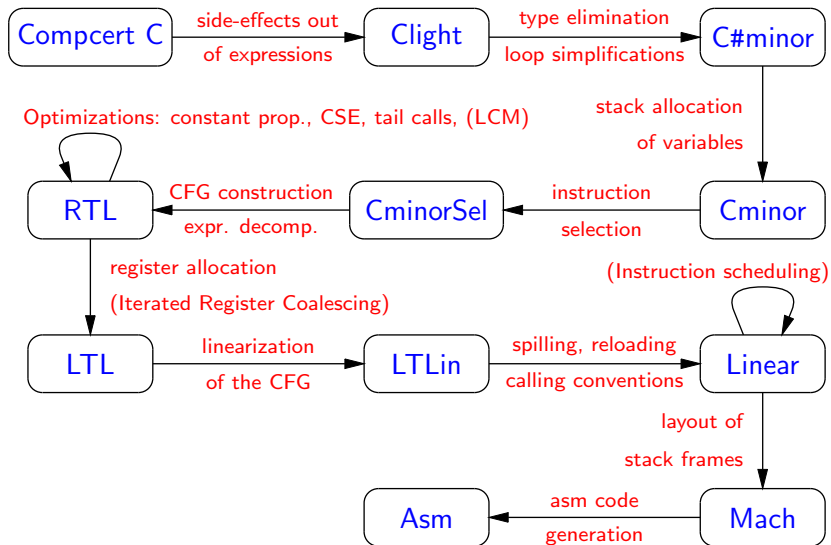 Compcert C
side-effects out
of expressions
Clight
type elimination
loop simplifications
C#minor
stack allocation
of variables
Optimizations: constant prop., CSE, tail calls, (LCM)
RTL
CFG construction
expr. decomp.
CminorSel
instruction
selection
Cminor
register allocation
(Iterated Register Coalescing)
(Instruction scheduling)
LTL
linearization
of the CFG
LTLin
spilling, reloading
calling conventions
Linear
layout of
stack frames
Asm
asm code
generation
Mach